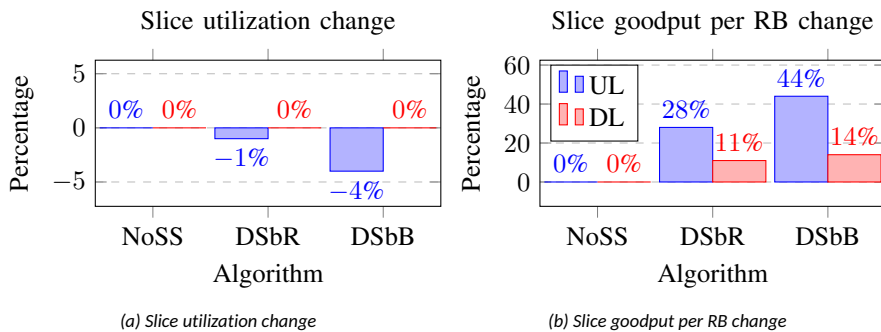 Slice utilization change
Percentage
5
0
−5
0%
0%
−1%
0%
−4%
0%
NoSS
DSbR
DSbB
Algorithm
(a) Slice utilization change
Slice goodput per RB change
Percentage
60
40
20
0
UL
DL
0%
0%
28%
11%
44%
14%
NoSS
DSbR
DSbB
Algorithm
(b) Slice goodput per RB change